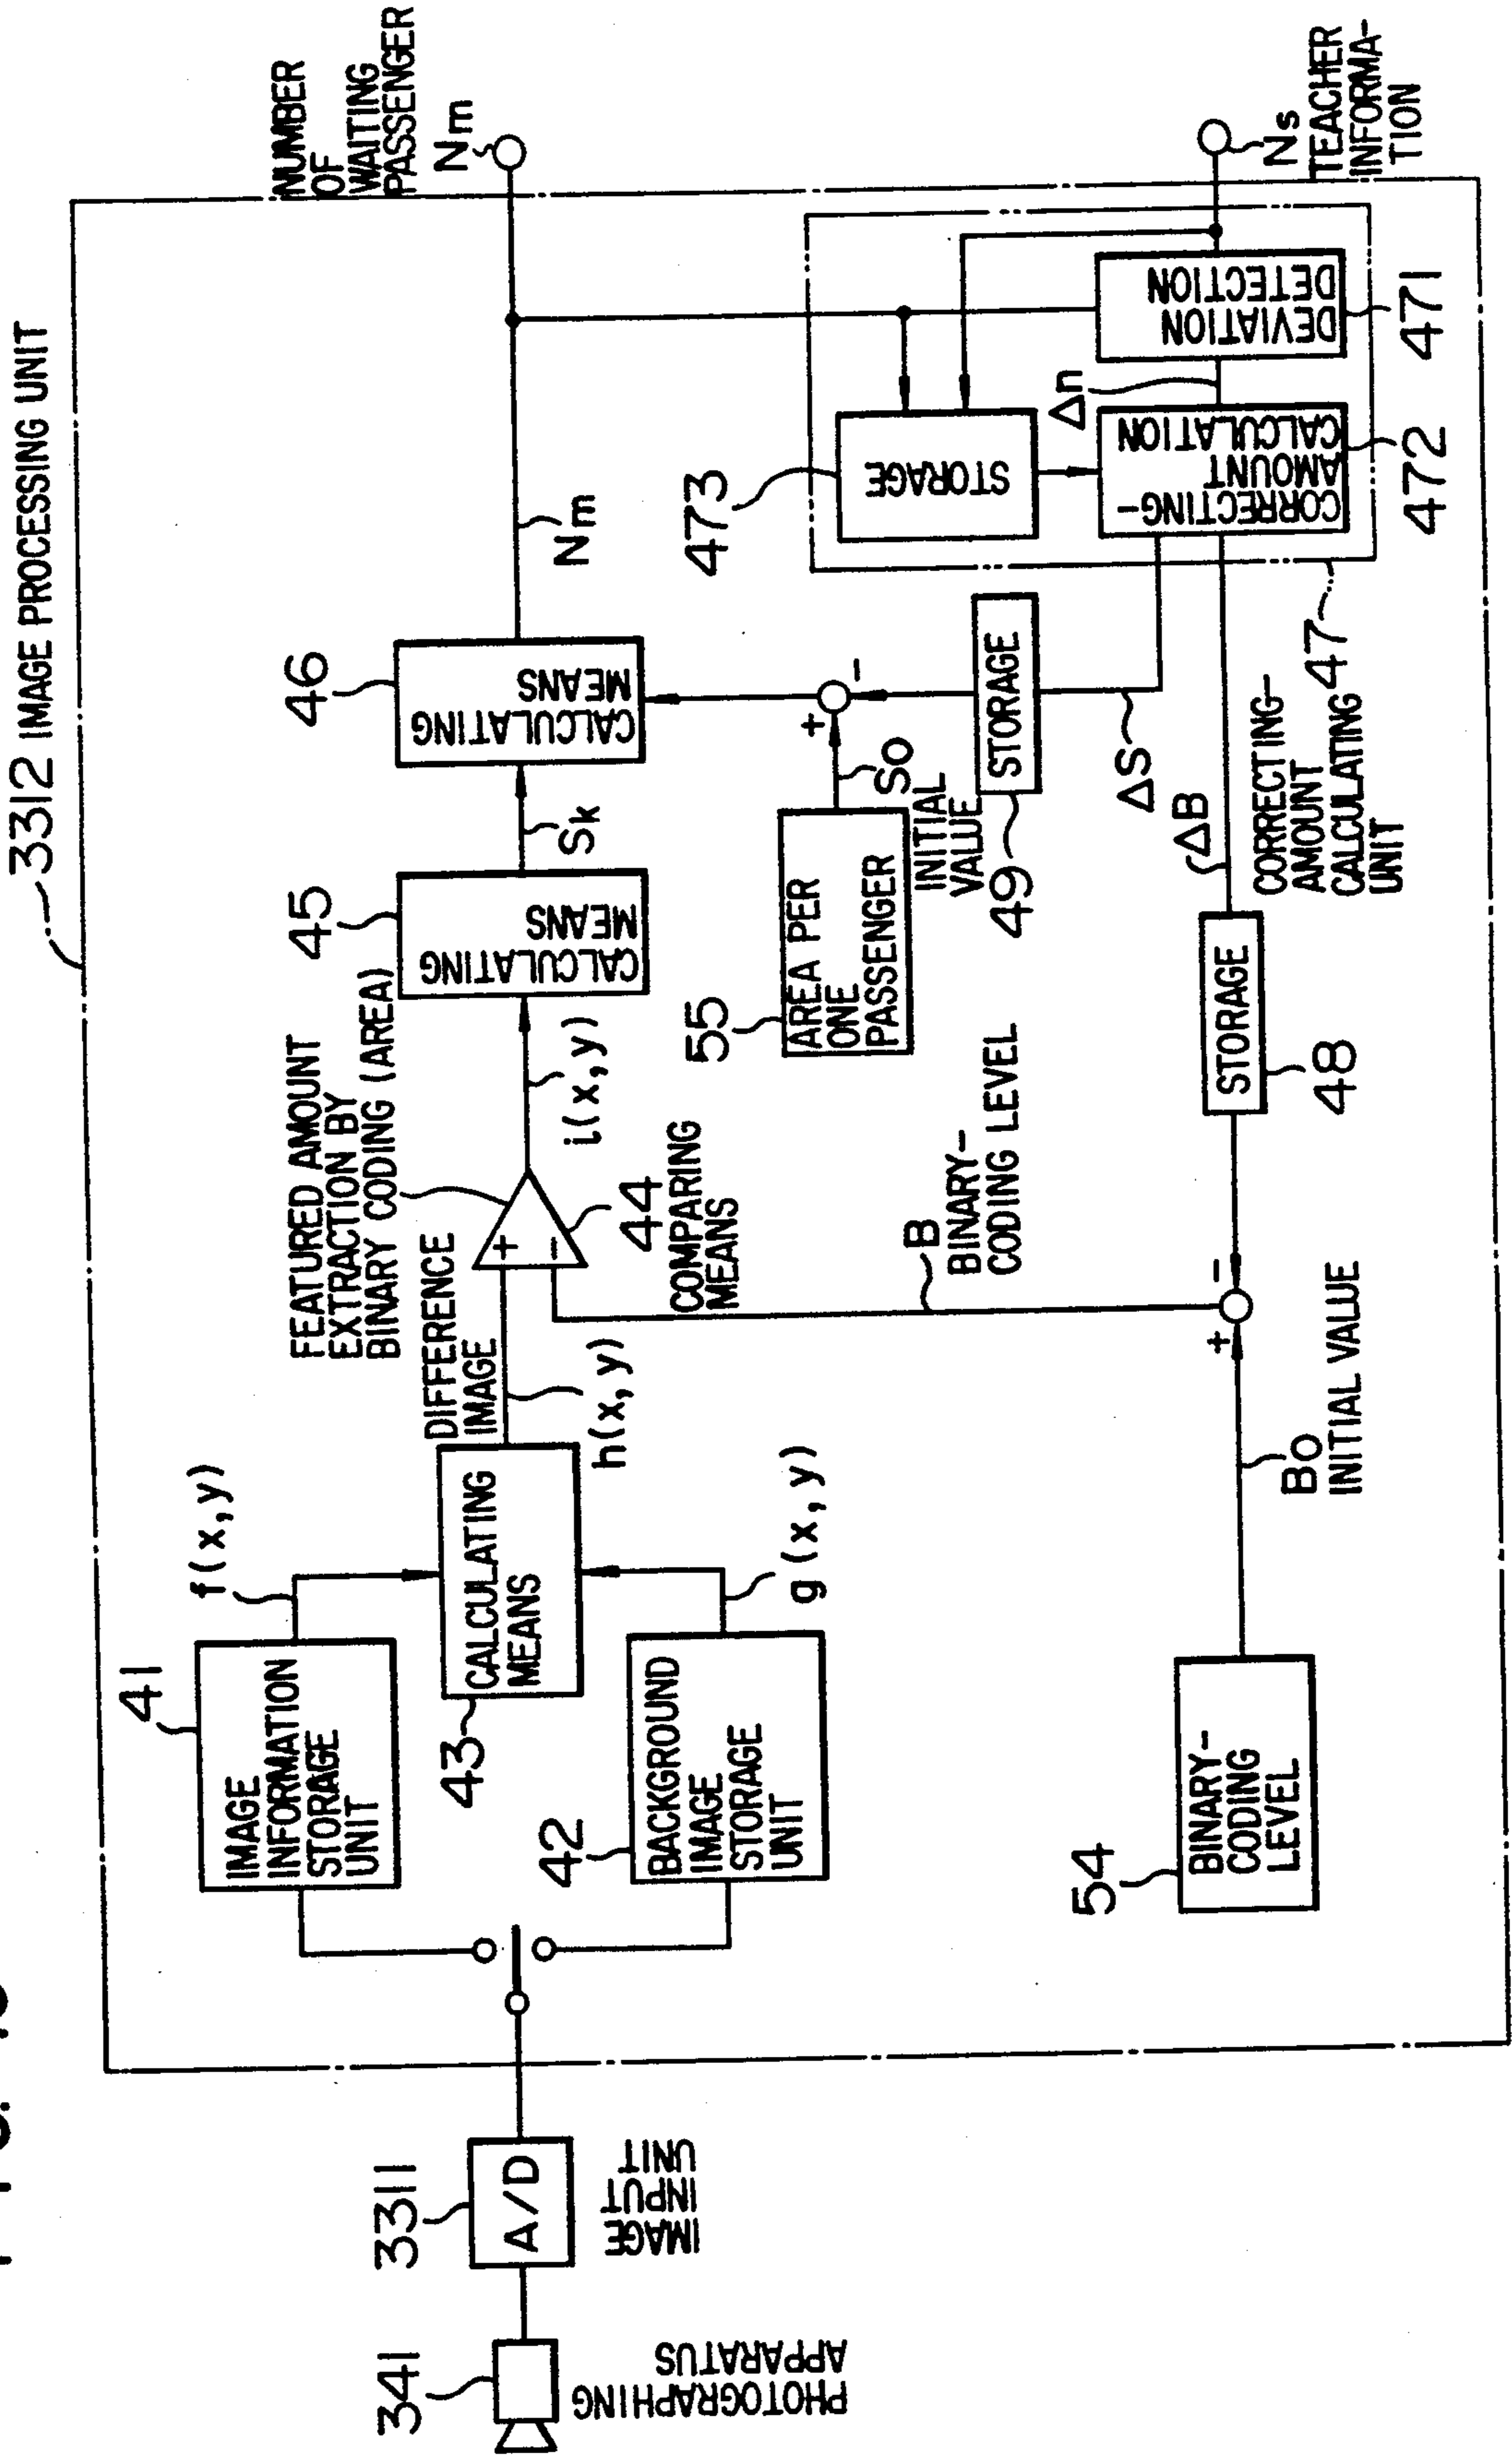 3312 IMAGE PROCESSING UNIT
341
PHOTOGRAPHING
APPARATUS
3311
A/D
IMAGE
INPUT
UNIT
41
IMAGE
INFORMATION
STORAGE
UNIT
f(x,y)
42
BACKGROUND
IMAGE
STORAGE
UNIT
g(x,y)
43
CALCULATING
MEANS
DIFFERENCE
IMAGE
h(x,y)
FEATURED AMOUNT
EXTRACTION BY
BINARY CODING (AREA)
+
−
44
COMPARING
MEANS
i(x,y)
45
CALCULATING
MEANS
Sk
46
CALCULATING
MEANS
Nm
NUMBER
OF
WAITING
PASSENGER
Nm
55
AREA PER
ONE
PASSENGER
S0
INITIAL
VALUE
+
−
49
STORAGE
ΔS
473
STORAGE
Δn
DEVIATION
DETECTION
471
CORRECTING-
AMOUNT
CALCULATION
472
Ns
TEACHER
INFORMA-
TION
47
CORRECTING-
AMOUNT
CALCULATING
UNIT
ΔB
STORAGE
48
B
BINARY-
CODING LEVEL
+
−
B0
INITIAL VALUE
54
BINARY-
CODING
LEVEL